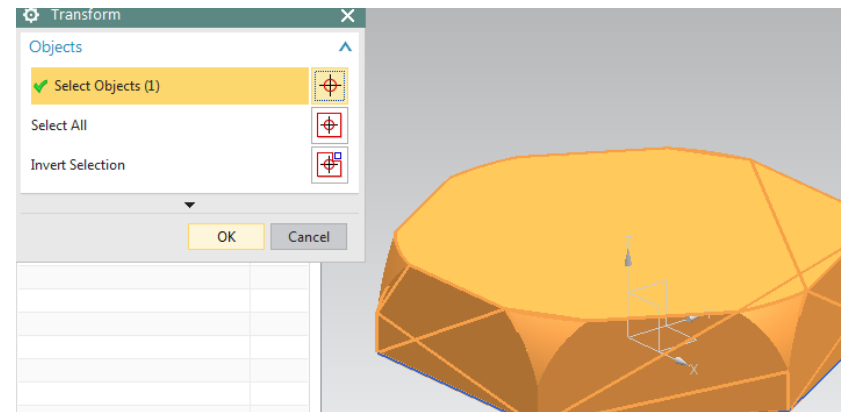 Transform
Objects
Select Objects (1)
Select All
Invert Selection
OK
Cancel
X